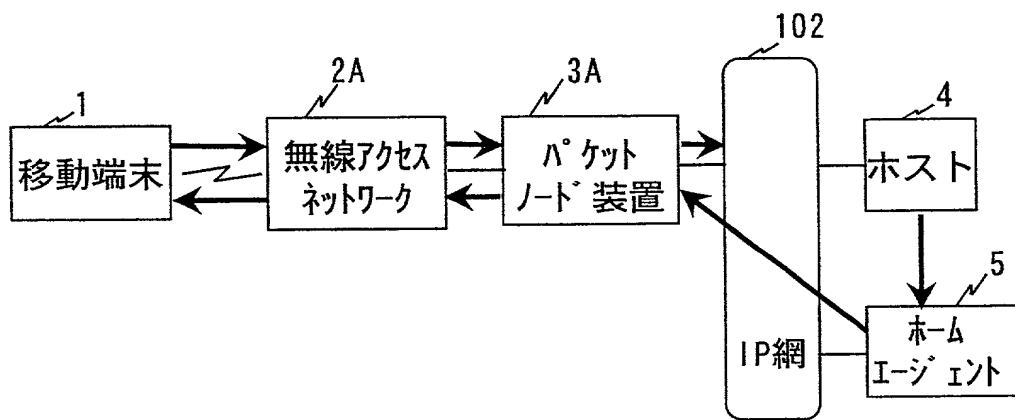 102
2A
3A
1
4
移動端末
無線アクセス
ネットワーク
パケット
ノード装置
ホスト
5
IP網
ホーム
エージェント